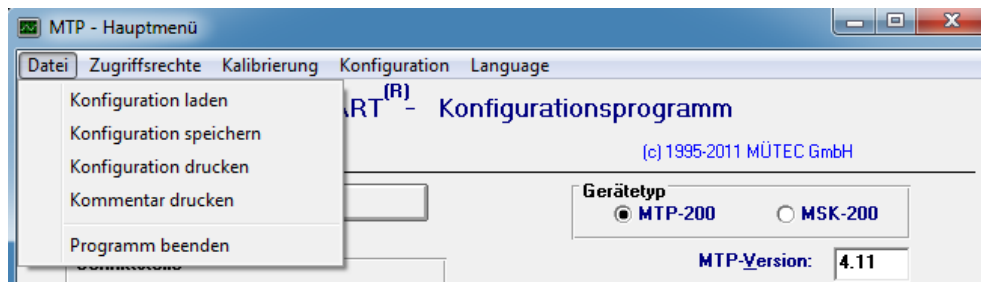 MTP - Hauptmenü
Datei Zugriffsrechte Kalibrierung Konfiguration Language
Konfiguration laden
Konfiguration speichern
Konfiguration drucken
Kommentar drucken
Programm beenden
(R)- Konfigurationsprogramm
(c) 1995-2011 MÜTEC GmbH
Gerätetyp
MTP-200 MSK-200
MTP-Version: 4.11